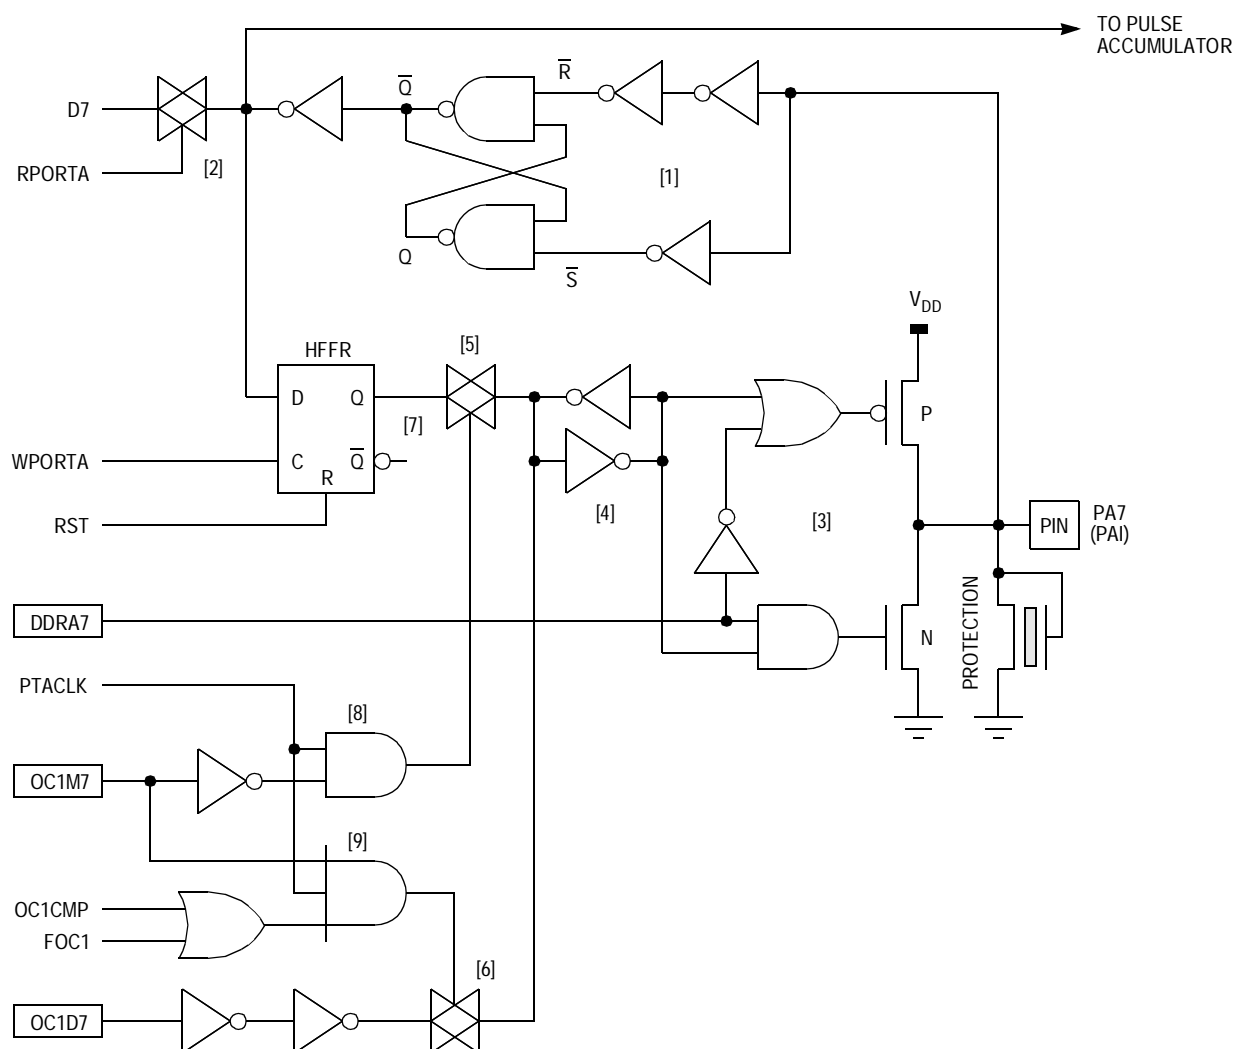 TO PULSE
ACCUMULATOR
D7
RPORTA
[2]
Q̅
R̅
[1]
Q
S̅
VDD
HFFR
[5]
D
Q
[7]
WPORTA
C
Q̅
R
RST
[4]
[3]
P
PIN
PA7
(PAI)
DDRA7
N
PROTECTION
PTACLK
[8]
OC1M7
[9]
OC1CMP
FOC1
[6]
OC1D7